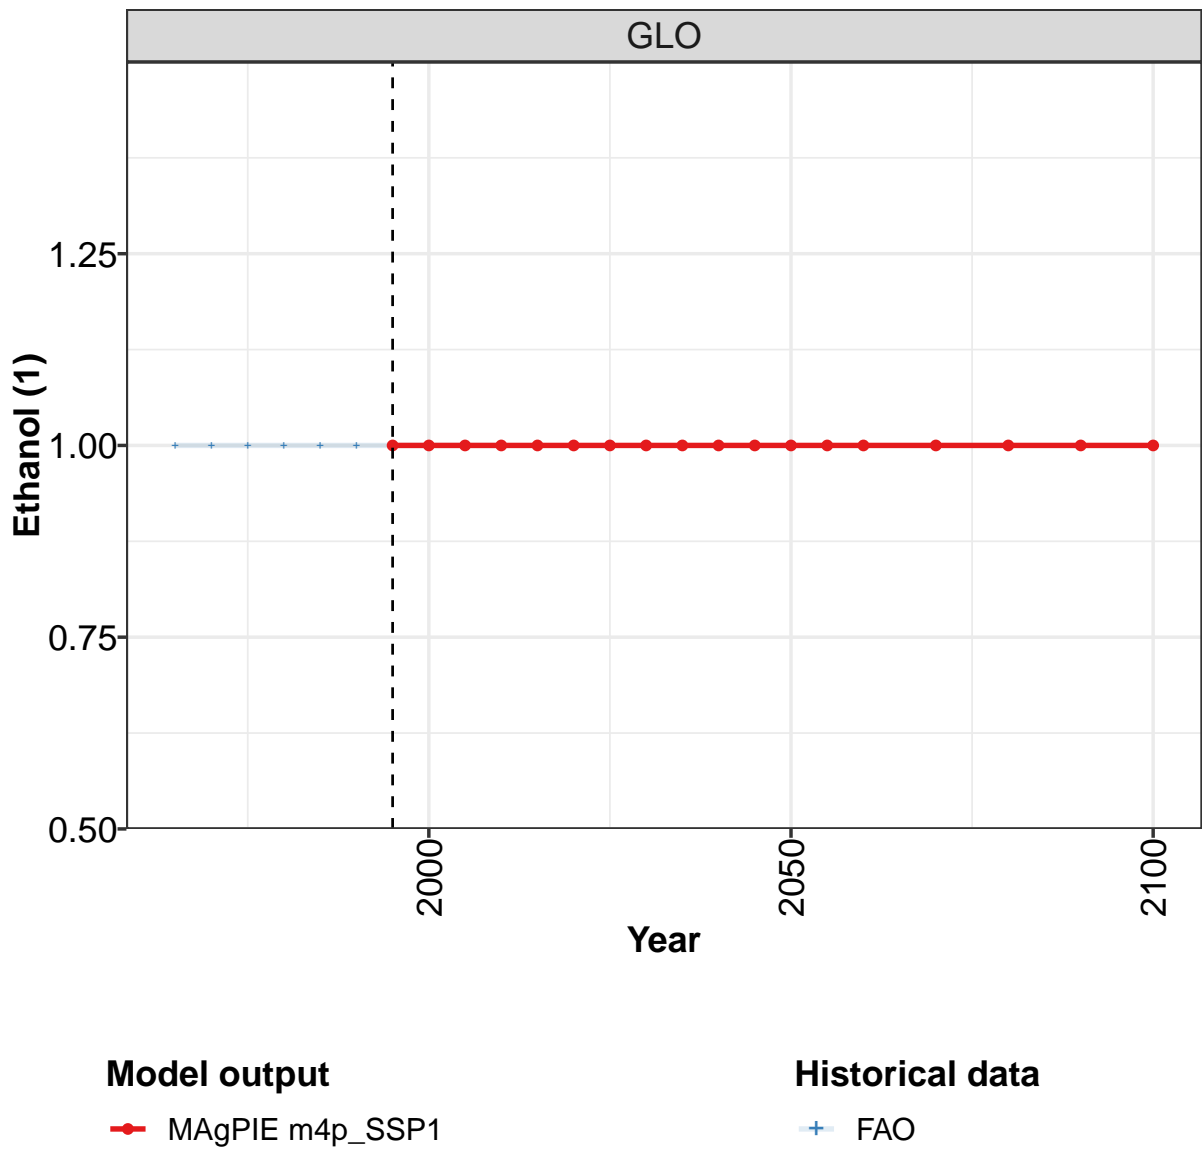 GLO
1.25
1.00
0.75
0.50
Ethanol (1)
2000
2050
2100
Year
Model output
MAgPIE m4p_SSP1
Historical data
FAO